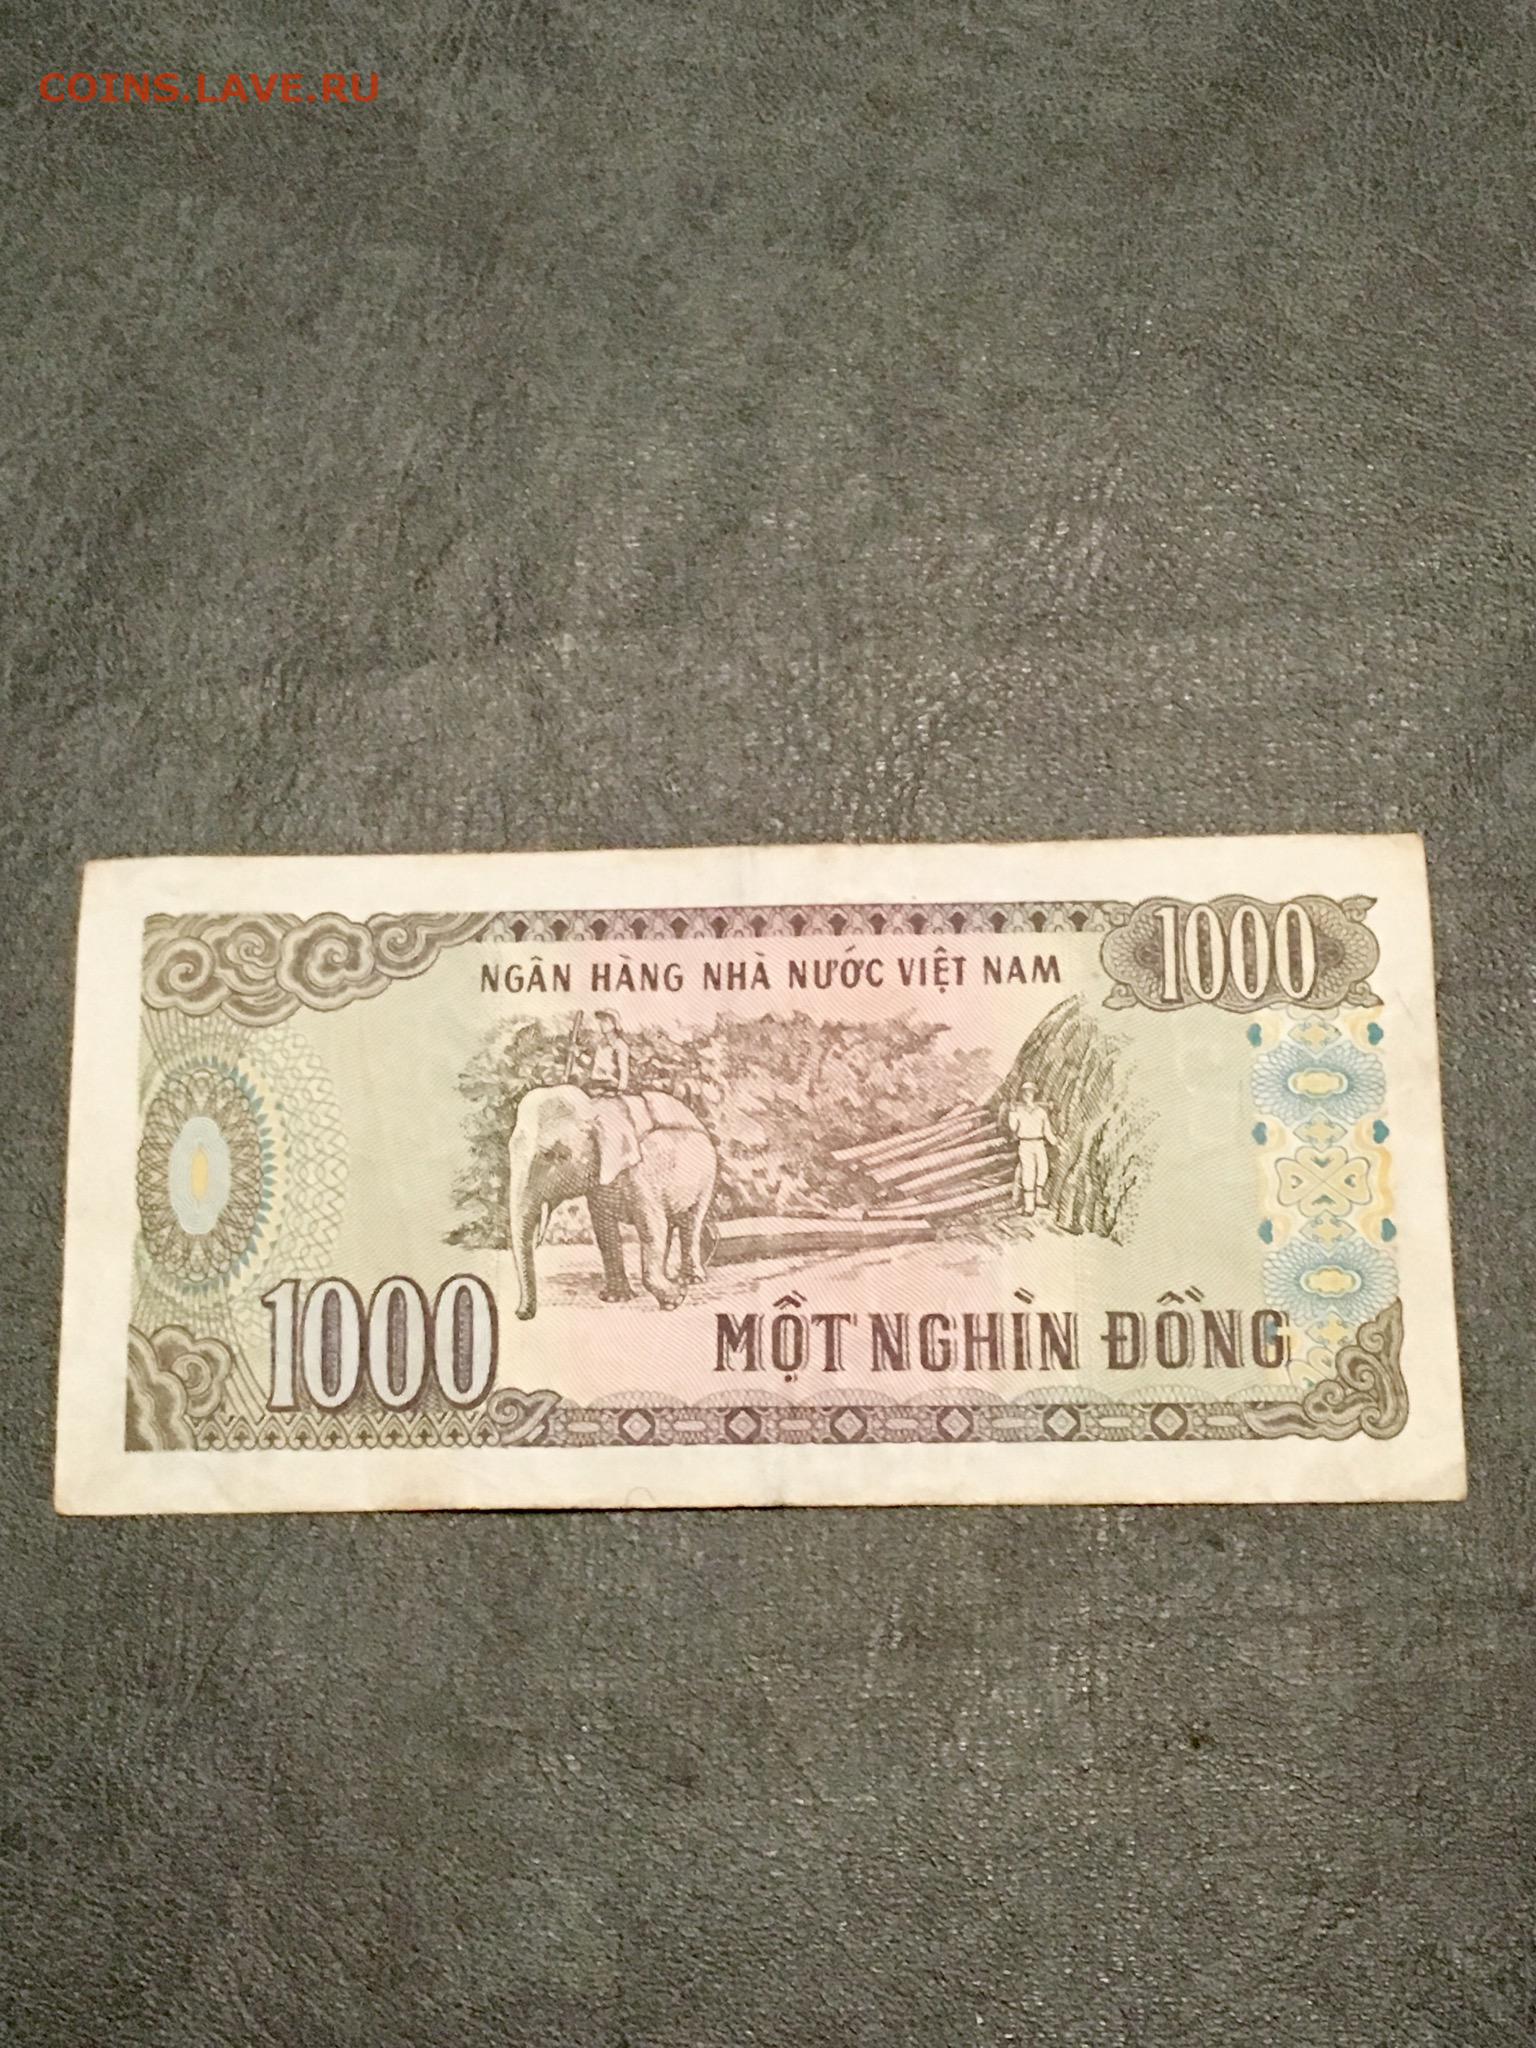 COINS.LAVE.RU
1000
NGÂN HÀNG NHÀ NƯỚC VIỆT NAM
1000
MỘT NGHÌN ĐỒNG